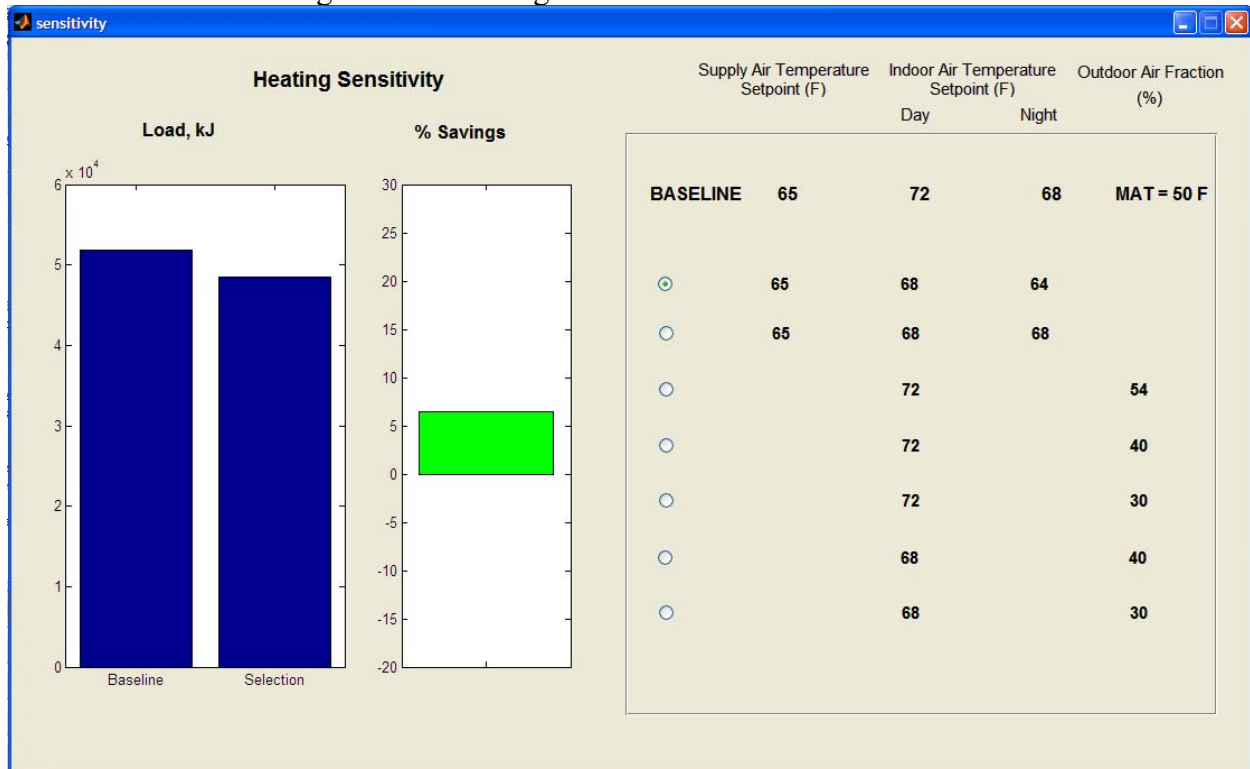 sensitivity
Heating Sensitivity
Supply Air Temperature
Setpoint (F)
Indoor Air Temperature
Setpoint (F)
Day Night
Outdoor Air Fraction
(%)
Load, kJ
% Savings
x 10^4
6
5
4
3
2
1
0
Baseline Selection
30
25
20
15
10
5
0
-5
-10
-15
-20
BASELINE 65 72 68 MAT = 50 F
65 68 64
65 68 68
72 54
72 40
72 30
68 40
68 30